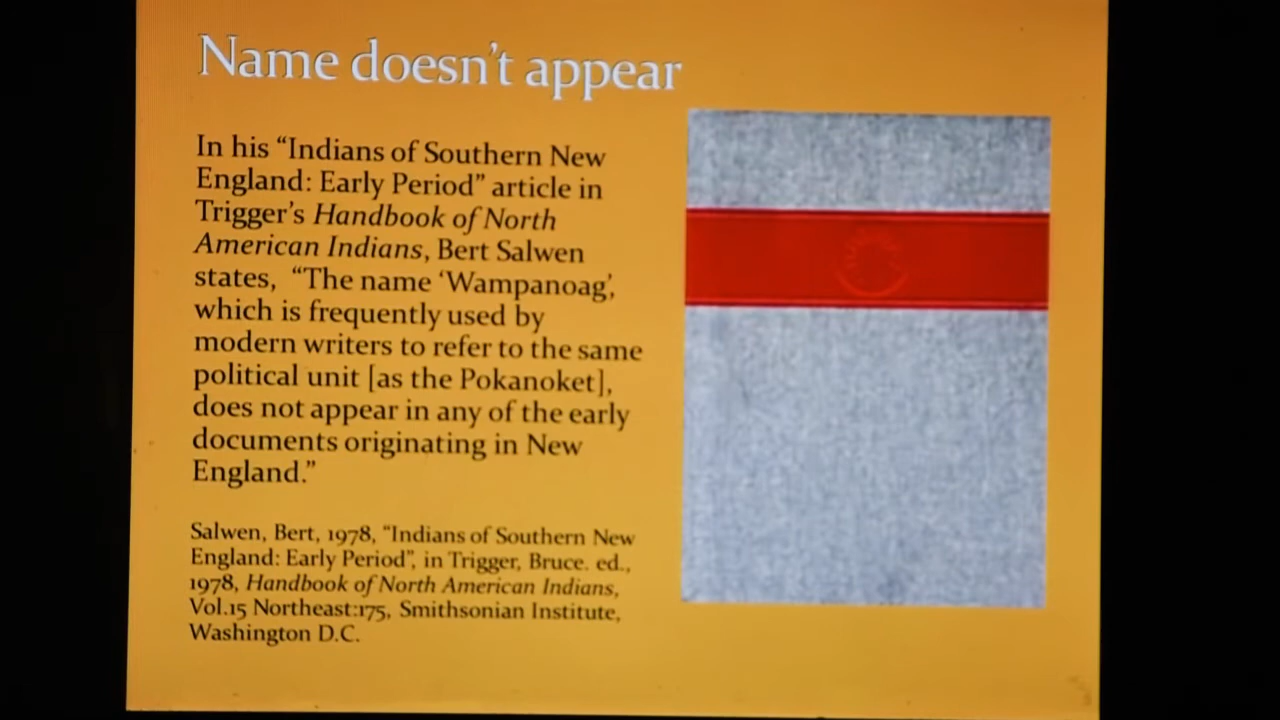 Name doesn't appear
In his “Indians of Southern New
England: Early Period” article in
Trigger's Handbook of North
American Indians, Bert Salwen
states,  “The name ‘Wampanoag’,
which is frequently used by
modern writers to refer to the same
political unit [as the Pokanoket],
does not appear in any of the early
documents originating in New
England.”
Salwen, Bert, 1978, “Indians of Southern New
England: Early Period”, in Trigger, Bruce. ed.,
1978, Handbook of North American Indians,
Vol.15 Northeast:175, Smithsonian Institute,
Washington D.C.